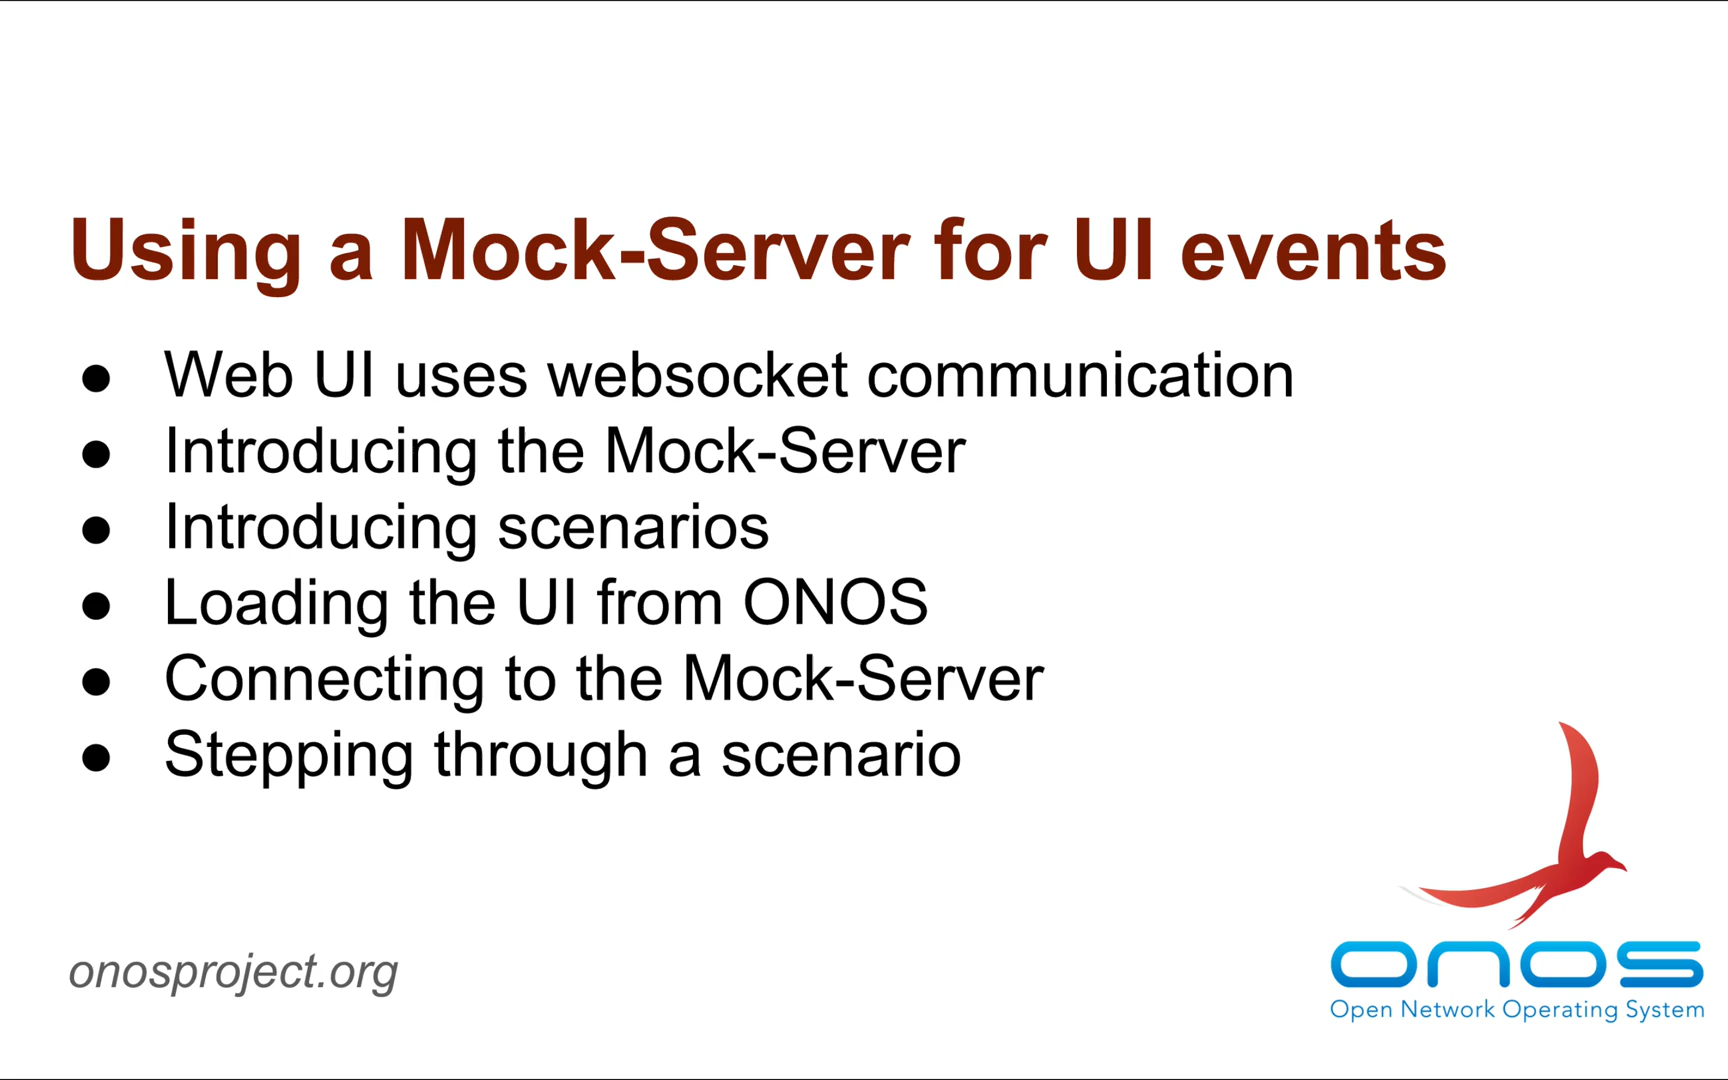 Using a Mock-Server for UI events
● Web UI uses websocket communication
● Introducing the Mock-Server
● Introducing scenarios
● Loading the UI from ONOS
● Connecting to the Mock-Server
● Stepping through a scenario
onosproject.org
onos
Open Network Operating System